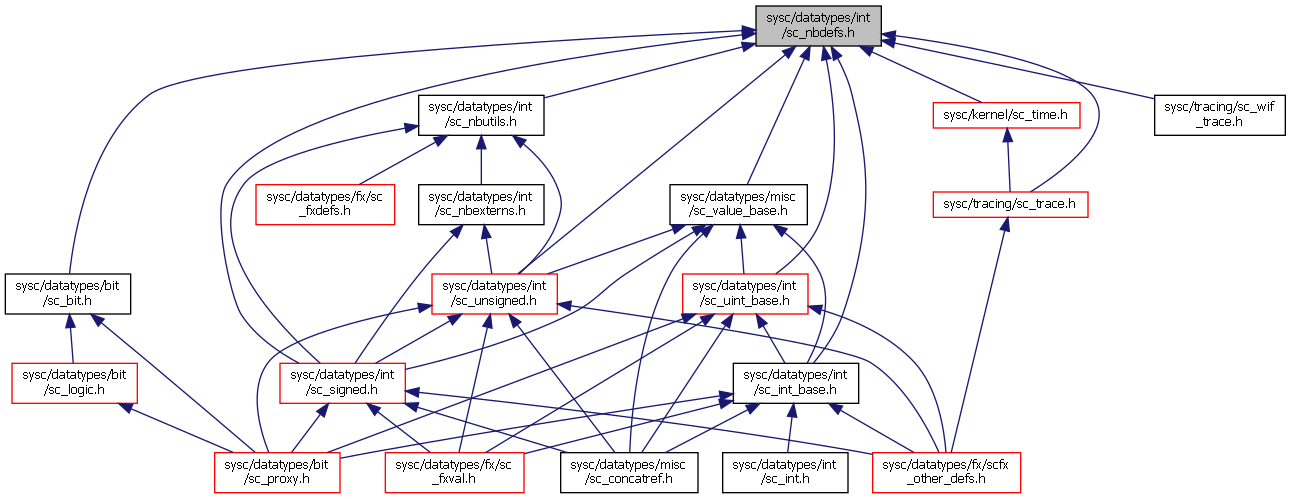 sysc/datatypes/int
/sc_nbdefs.h
sysc/datatypes/int
/sc_nbutils.h
sysc/kernel/sc_time.h
sysc/tracing/sc_wif
_trace.h
sysc/datatypes/fx/sc
_fxdefs.h
sysc/datatypes/int
/sc_nbexterns.h
sysc/datatypes/misc
/sc_value_base.h
sysc/tracing/sc_trace.h
sysc/datatypes/bit
/sc_bit.h
sysc/datatypes/int
/sc_unsigned.h
sysc/datatypes/int
/sc_uint_base.h
sysc/datatypes/bit
/sc_logic.h
sysc/datatypes/int
/sc_signed.h
sysc/datatypes/int
/sc_int_base.h
sysc/datatypes/bit
/sc_proxy.h
sysc/datatypes/fx/sc
_fxval.h
sysc/datatypes/misc
/sc_concatref.h
sysc/datatypes/int
/sc_int.h
sysc/datatypes/fx/scfx
_other_defs.h